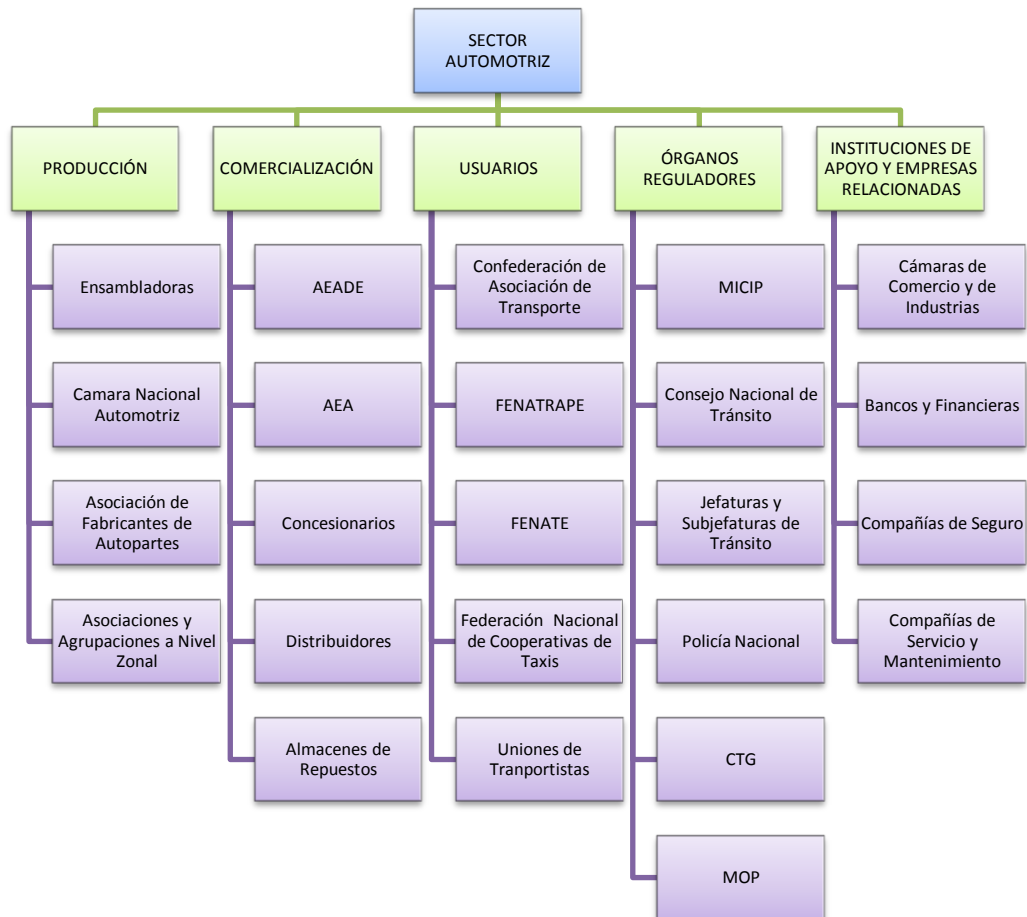 SECTOR
AUTOMOTRIZ
PRODUCCIÓN
COMERCIALIZACIÓN
USUARIOS
ÓRGANOS
REGULADORES
INSTITUCIONES DE
APOYO Y EMPRESAS
RELACIONADAS
Ensambladoras
Camara Nacional
Automotriz
Asociación de
Fabricantes de
Autopartes
Asociaciones y
Agrupaciones a Nivel
Zonal
AEADE
AEA
Concesionarios
Distribuidores
Almacenes de
Repuestos
Confederación de
Asociación de
Transporte
FENATRAPE
FENATE
Federación Nacional
de Cooperativas de
Taxis
Uniones de
Tranportistas
MICIP
Consejo Nacional de
Tránsito
Jefaturas y
Subjefaturas de
Tránsito
Policía Nacional
CTG
MOP
Cámaras de
Comercio y de
Industrias
Bancos y Financieras
Compañías de Seguro
Compañías de
Servicio y
Mantenimiento